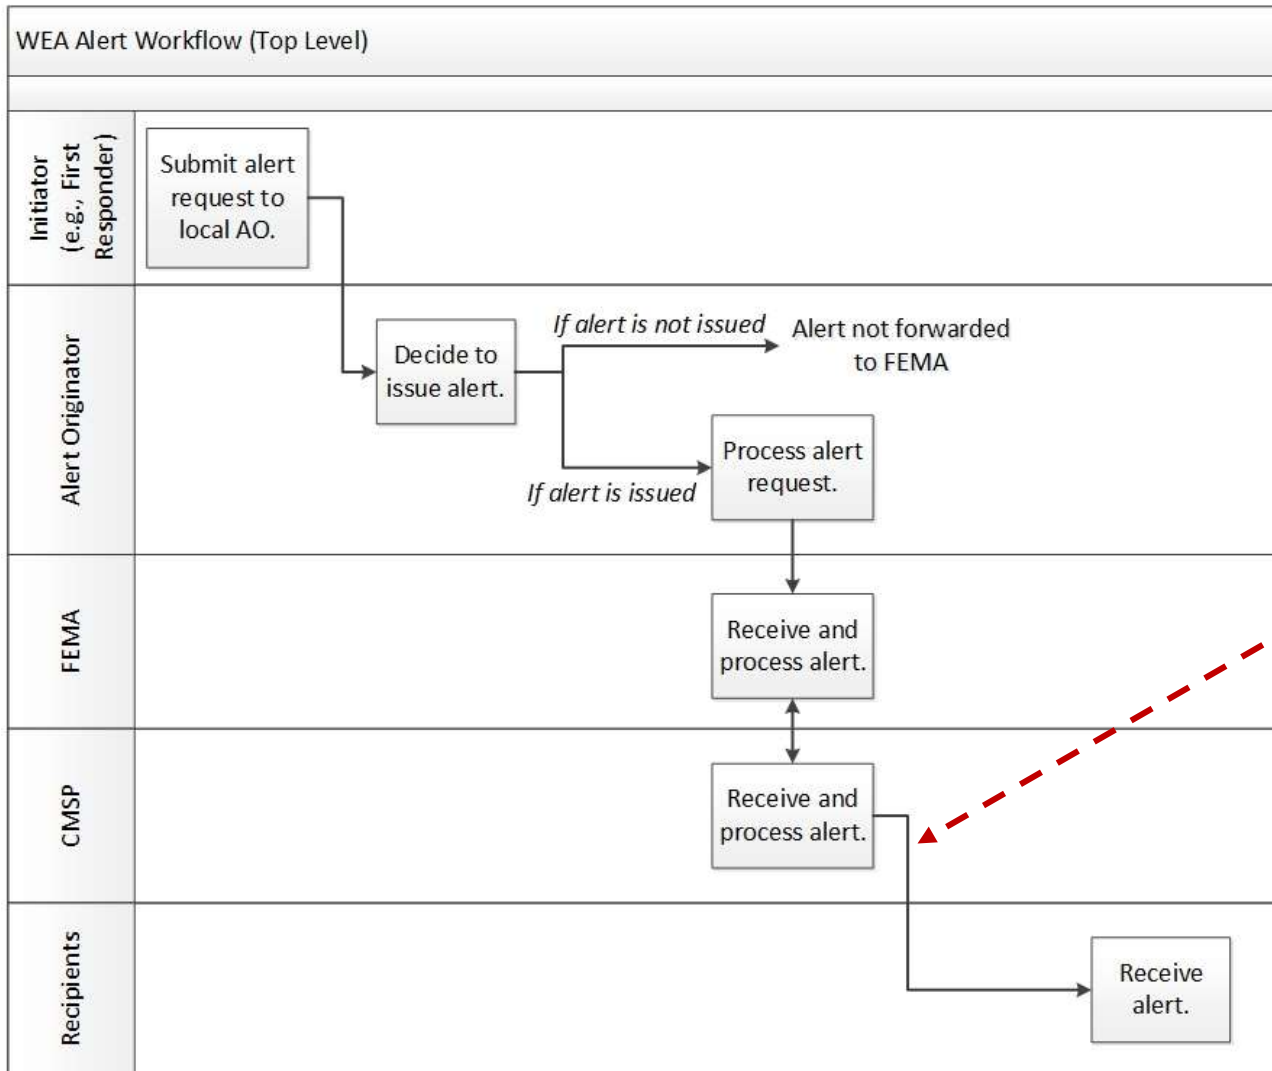 WEA Alert Workflow (Top Level)
Initiator
(e.g., First
Responder)
Submit alert
request to
local AO.
Alert Originator
Decide to
issue alert.
If alert is not issued
Alert not forwarded
to FEMA
If alert is issued
Process alert
request.
FEMA
Receive and
process alert.
CMSP
Receive and
process alert.
Recipients
Receive
alert.